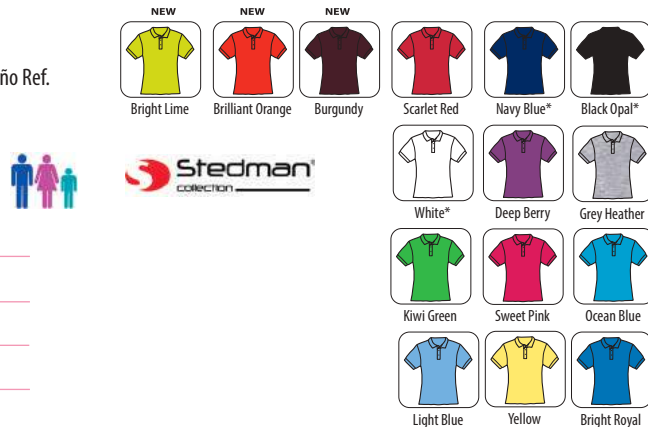 NEW NEW NEW
ño Ref.
Bright Lime Brilliant Orange Burgundy Scarlet Red Navy Blue* Black Opal*
Stedman®
collection
White* Deep Berry Grey Heather
Kiwi Green Sweet Pink Ocean Blue
Light Blue Yellow Bright Royal